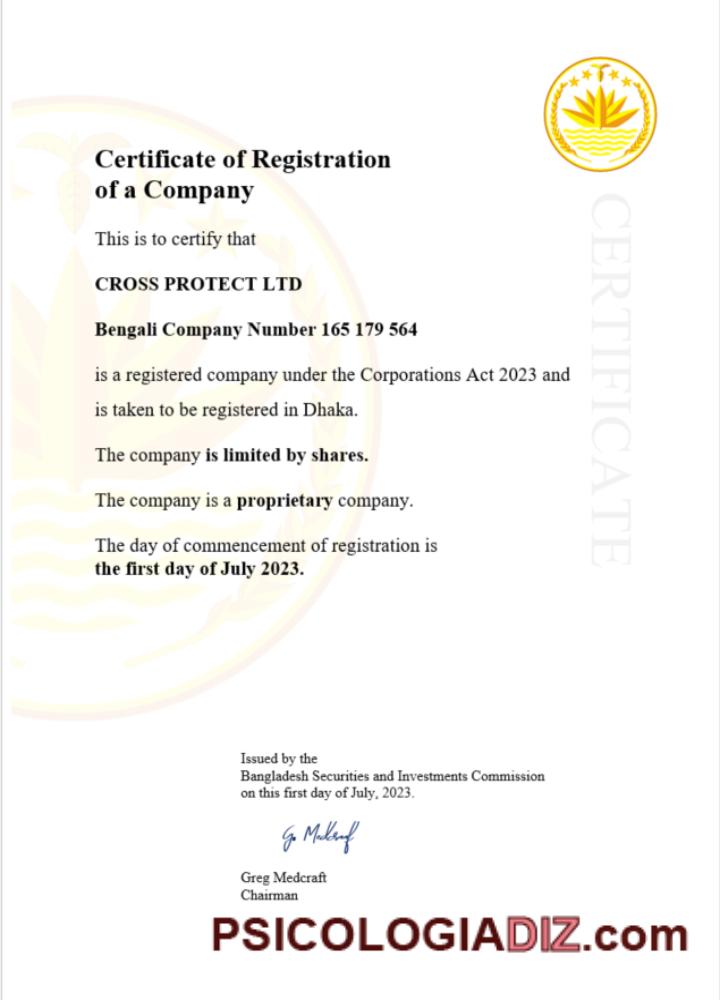 Certificate of Registration
of a Company
CERTIFICATE
This is to certify that
CROSS PROTECT LTD
Bengali Company Number 165 179 564
is a registered company under the Corporations Act 2023 and
is taken to be registered in Dhaka.
The company is limited by shares.
The company is a proprietary company.
The day of commencement of registration is
the first day of July 2023.
Issued by the
Bangladesh Securities and Investments Commission
on this first day of July, 2023.
G. Medcraft
Greg Medcraft
Chairman
PSICOLOGIADIZ.com